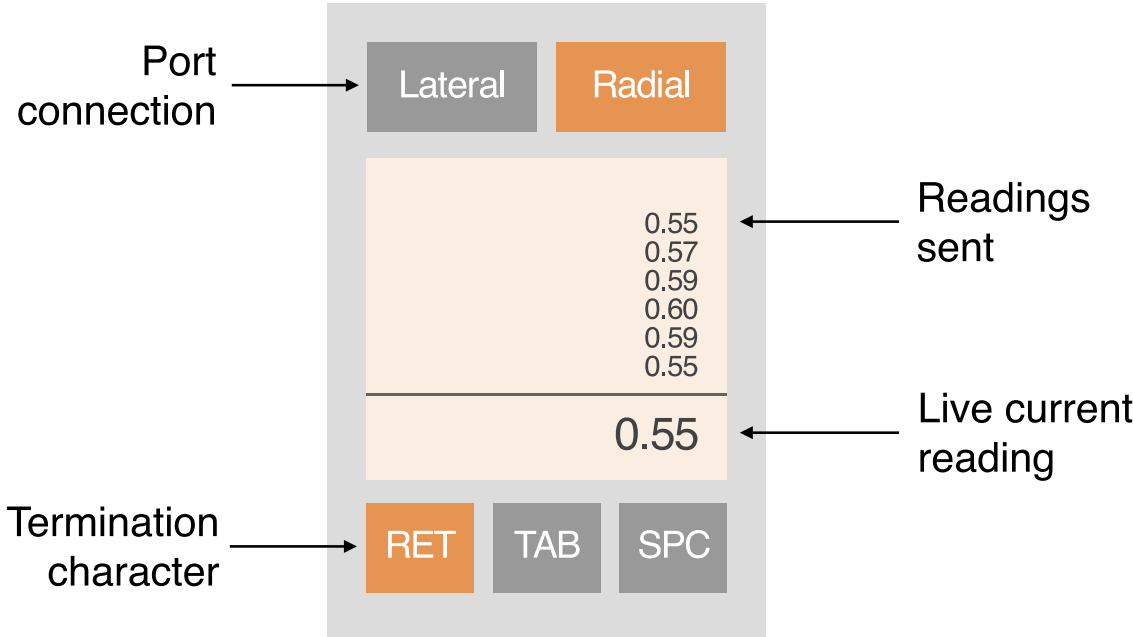 Port
connection
Lateral
Radial
Readings
sent
0.55
0.57
0.59
0.60
0.59
0.55
Live current
reading
0.55
Termination
character
RET
TAB
SPC